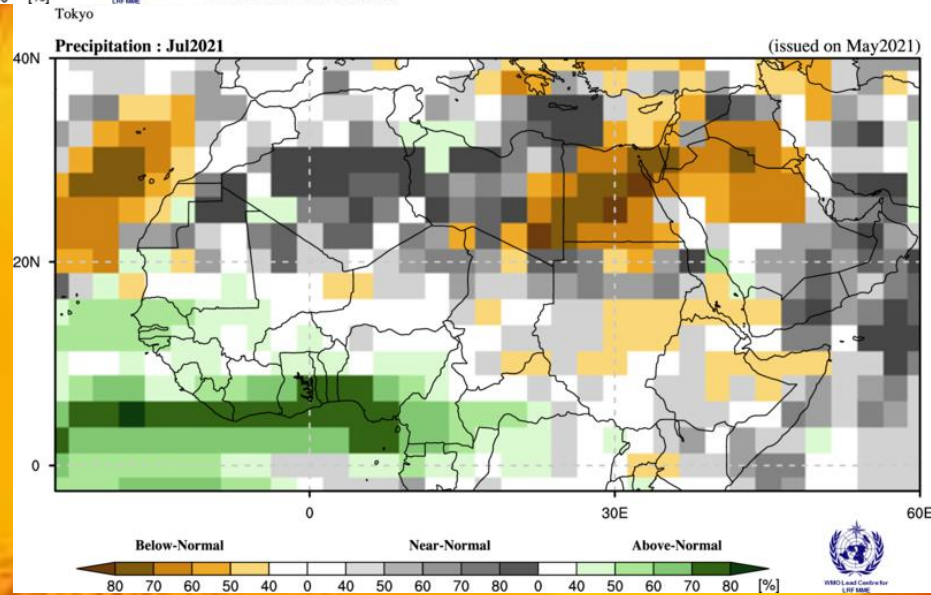 Tokyo
Precipitation : Jul2021 (issued on May2021)
40N
20N
0
0 30E 60E
Below-Normal Near-Normal Above-Normal
80 70 60 50 40 0 40 50 60 70 80 0 40 50 60 70 80 [%]
WMO Lead Centre for
LRFMME